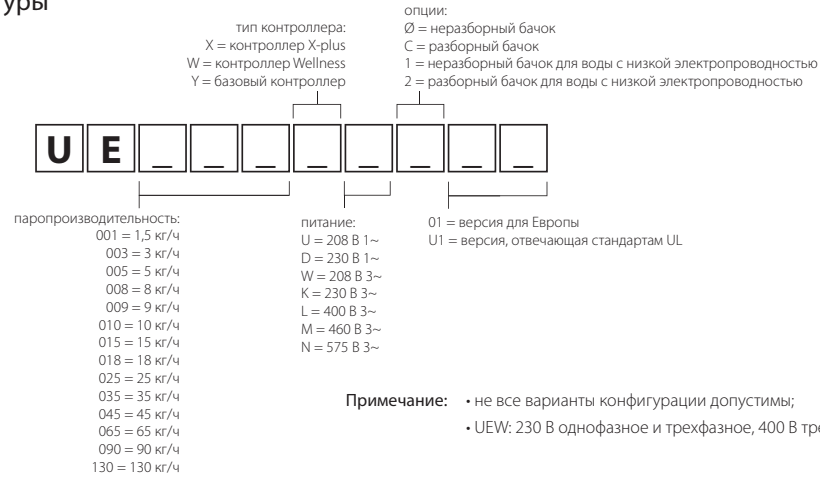 уры
опции:
Ø = неразборный бачок
C = разборный бачок
1 = неразборный бачок для воды с низкой электропроводностью
2 = разборный бачок для воды с низкой электропроводностью
тип контроллера:
X = контроллер X-plus
W = контроллер Wellness
Y = базовый контроллер
U E _ _ _ _ _ _ _ _
паропроизводительность:
001 = 1,5 кг/ч
003 = 3 кг/ч
005 = 5 кг/ч
008 = 8 кг/ч
009 = 9 кг/ч
010 = 10 кг/ч
015 = 15 кг/ч
018 = 18 кг/ч
025 = 25 кг/ч
035 = 35 кг/ч
045 = 45 кг/ч
065 = 65 кг/ч
090 = 90 кг/ч
130 = 130 кг/ч
питание:
U = 208 В 1~
D = 230 В 1~
W = 208 В 3~
K = 230 В 3~
L = 400 В 3~
M = 460 В 3~
N = 575 В 3~
01 = версия для Европы
U1 = версия, отвечающая стандартам UL
Примечание: • не все варианты конфигурации допустимы;
• UEW: 230 В однофазное и трехфазное, 400 В тре